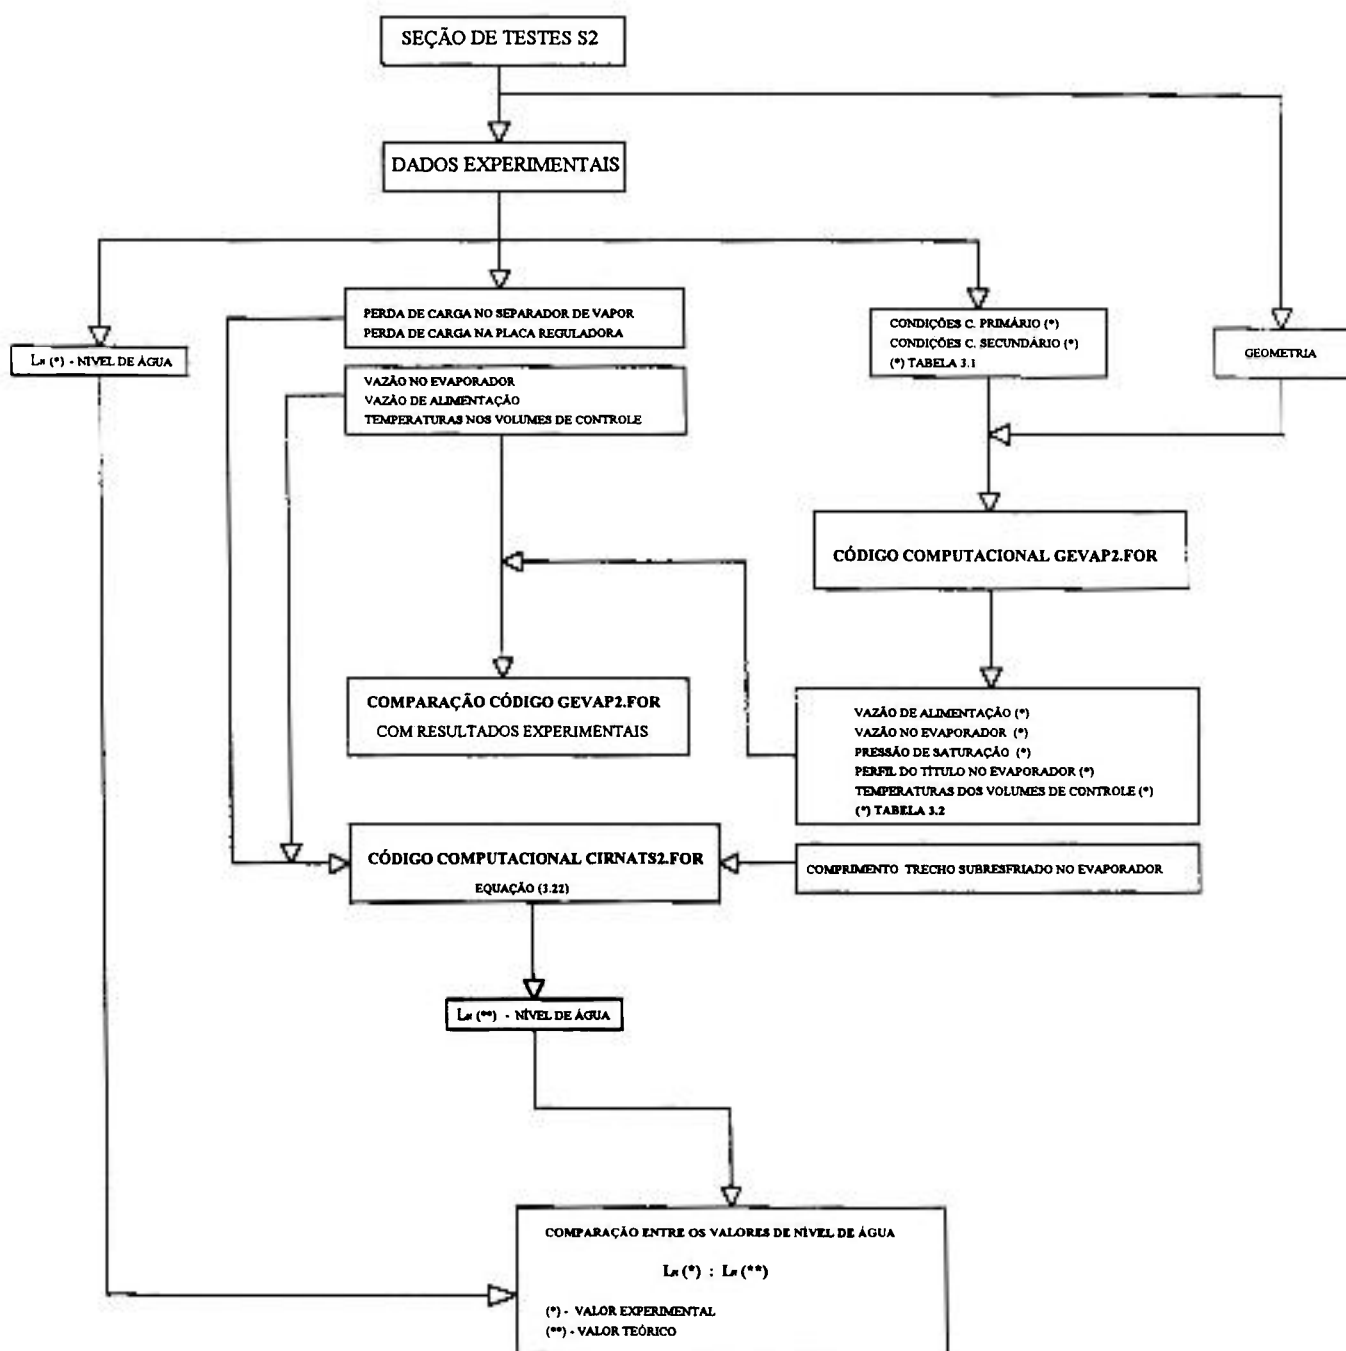 SEÇÃO DE TESTES S2
DADOS EXPERIMENTAIS
PERDA DE CARGA NO SEPARADOR DE VAPOR
PERDA DE CARGA NA PLACA REGULADORA
CONDIÇÕES C. PRIMÁRIO (*)
CONDIÇÕES C. SECUNDÁRIO (*)
(*) TABELA 3.1
GEOMETRIA
LR (*) - NIVEL DE ÁGUA
VAZÃO NO EVAPORADOR
VAZÃO DE ALIMENTAÇÃO
TEMPERATURAS NOS VOLUMES DE CONTROLE
CÓDIGO COMPUTACIONAL GEVAP2.FOR
COMPARAÇÃO CÓDIGO GEVAP2.FOR
COM RESULTADOS EXPERIMENTAIS
VAZÃO DE ALIMENTAÇÃO (*)
VAZÃO NO EVAPORADOR (*)
PRESSÃO DE SATURAÇÃO (*)
PERFIL DO TÍTULO NO EVAPORADOR (*)
TEMPERATURAS DOS VOLUMES DE CONTROLE (*)
(*) TABELA 3.2
CÓDIGO COMPUTACIONAL CIRNATS2.FOR
EQUAÇÃO (3.22)
COMPRIMENTO TRECHO SUBRESFRIADO NO EVAPORADOR
LR (**) - NÍVEL DE ÁGUA
COMPARAÇÃO ENTRE OS VALORES DE NÍVEL DE ÁGUA
LR (*) : LR (**)
(*) - VALOR EXPERIMENTAL
(**) - VALOR TEÓRICO